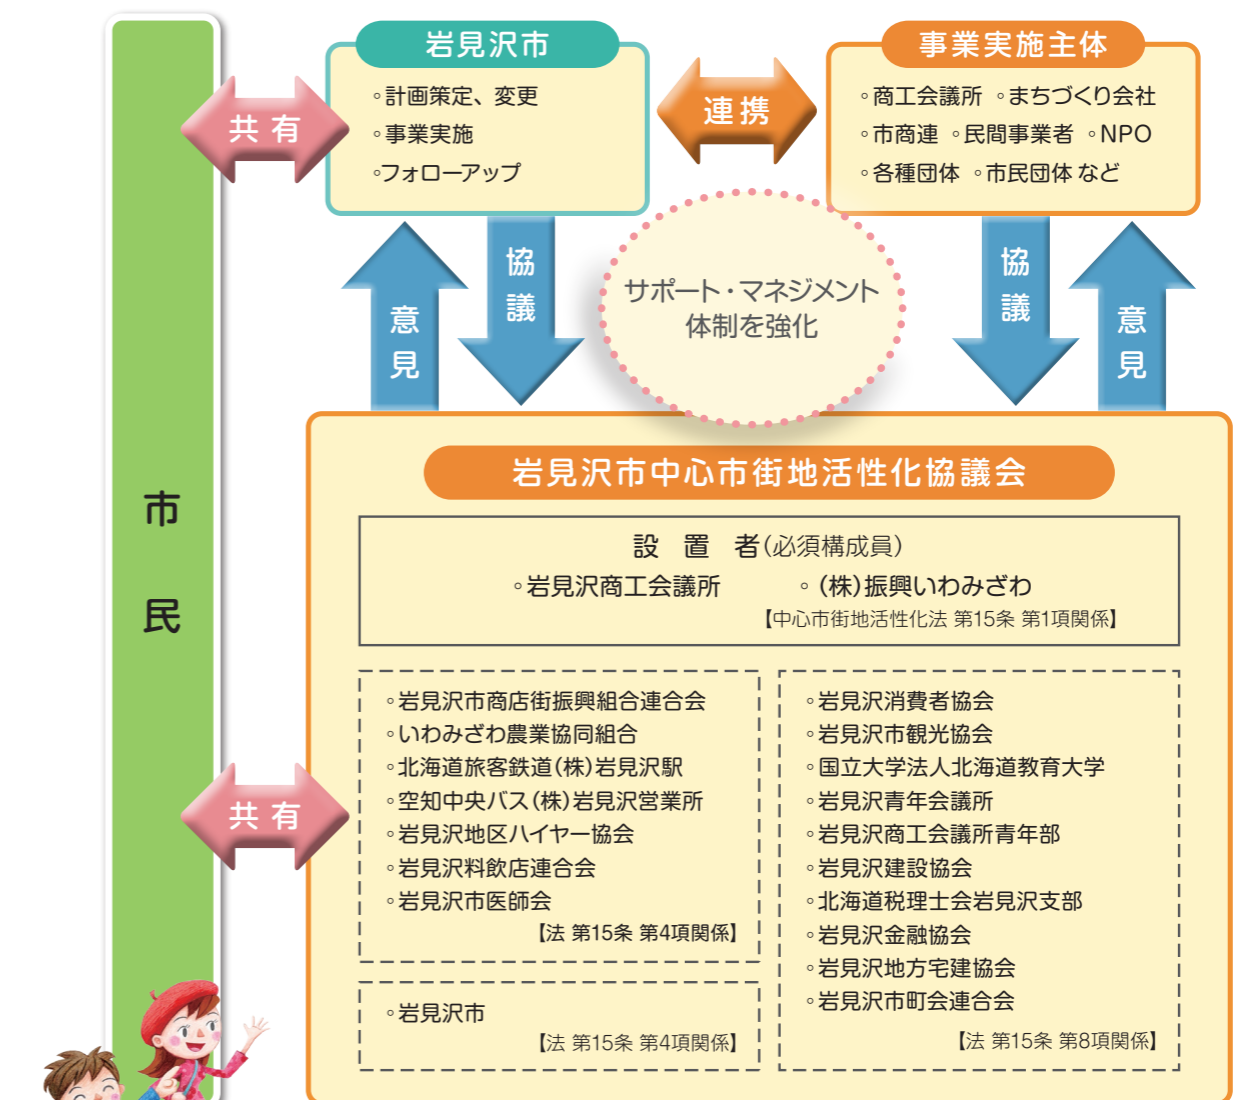 岩見沢市
◦計画策定、変更
◦事業実施
◦フォローアップ
共有
連携
事業実施主体
◦商工会議所 ◦まちづくり会社
◦市商連 ◦民間事業者 ◦NPO
◦各種団体 ◦市民団体 など
意見
協議
サポート・マネジメント
体制を強化
協議
意見
市民
共有
岩見沢市中心市街地活性化協議会
設 置 者(必須構成員)
◦岩見沢商工会議所 ◦(株)振興いわみざわ
【中心市街地活性化法 第15条 第1項関係】
◦岩見沢市商店街振興組合連合会
◦いわみざわ農業協同組合
◦北海道旅客鉄道(株)岩見沢駅
◦空知中央バス(株)岩見沢営業所
◦岩見沢地区ハイヤー協会
◦岩見沢料飲店連合会
◦岩見沢市医師会
【法 第15条 第4項関係】
◦岩見沢市
【法 第15条 第4項関係】
◦岩見沢消費者協会
◦岩見沢市観光協会
◦国立大学法人北海道教育大学
◦岩見沢青年会議所
◦岩見沢商工会議所青年部
◦岩見沢建設協会
◦北海道税理士会岩見沢支部
◦岩見沢金融協会
◦岩見沢地方宅建協会
◦岩見沢市町会連合会
【法 第15条 第8項関係】